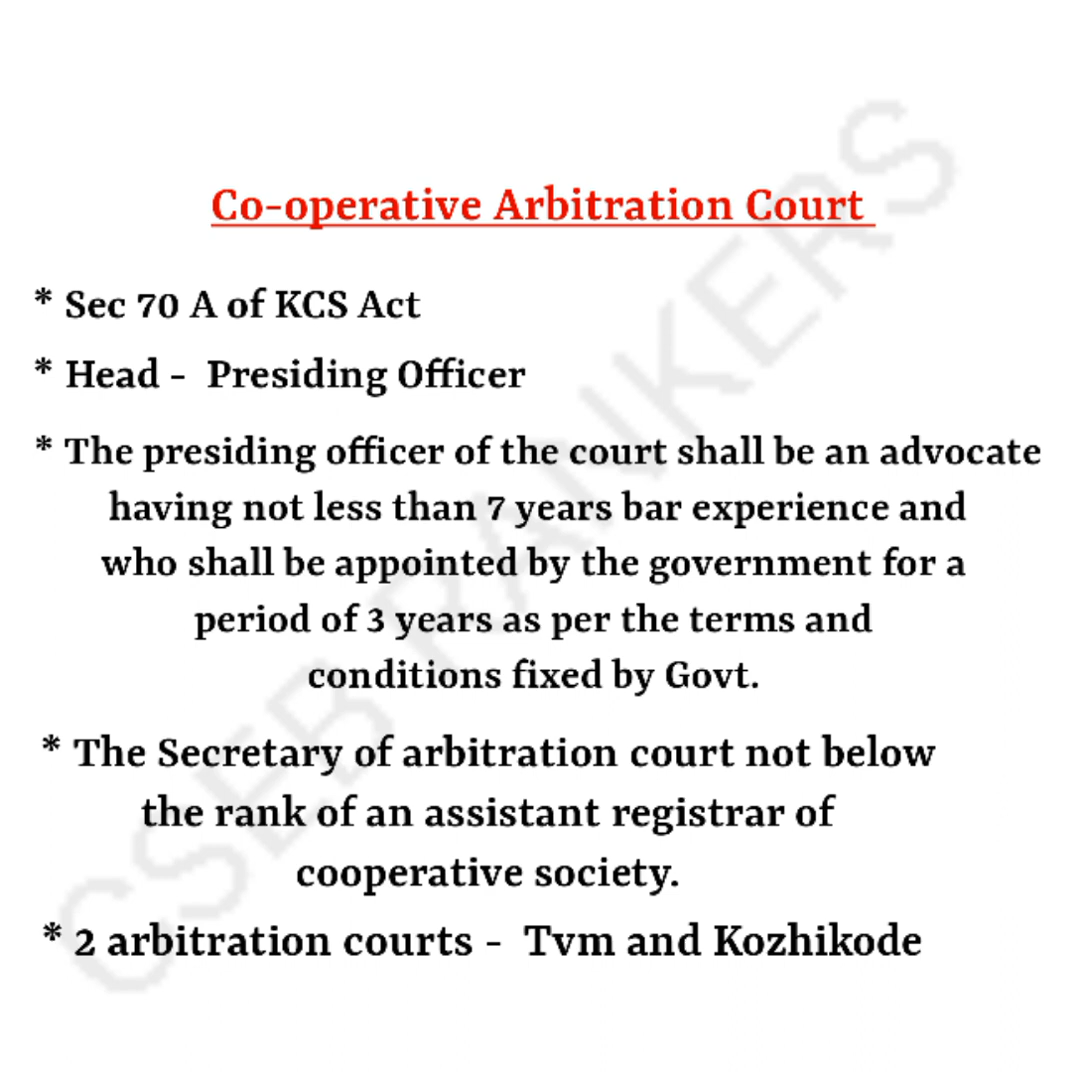 Co-operative Arbitration Court
* Sec 70 A of KCS Act
* Head - Presiding Officer
* The presiding officer of the court shall be an advocate
having not less than 7 years bar experience and
who shall be appointed by the government for a
period of 3 years as per the terms and
conditions fixed by Govt.
* The Secretary of arbitration court not below
the rank of an assistant registrar of
cooperative society.
* 2 arbitration courts - Tvm and Kozhikode
CSEB RANKERS